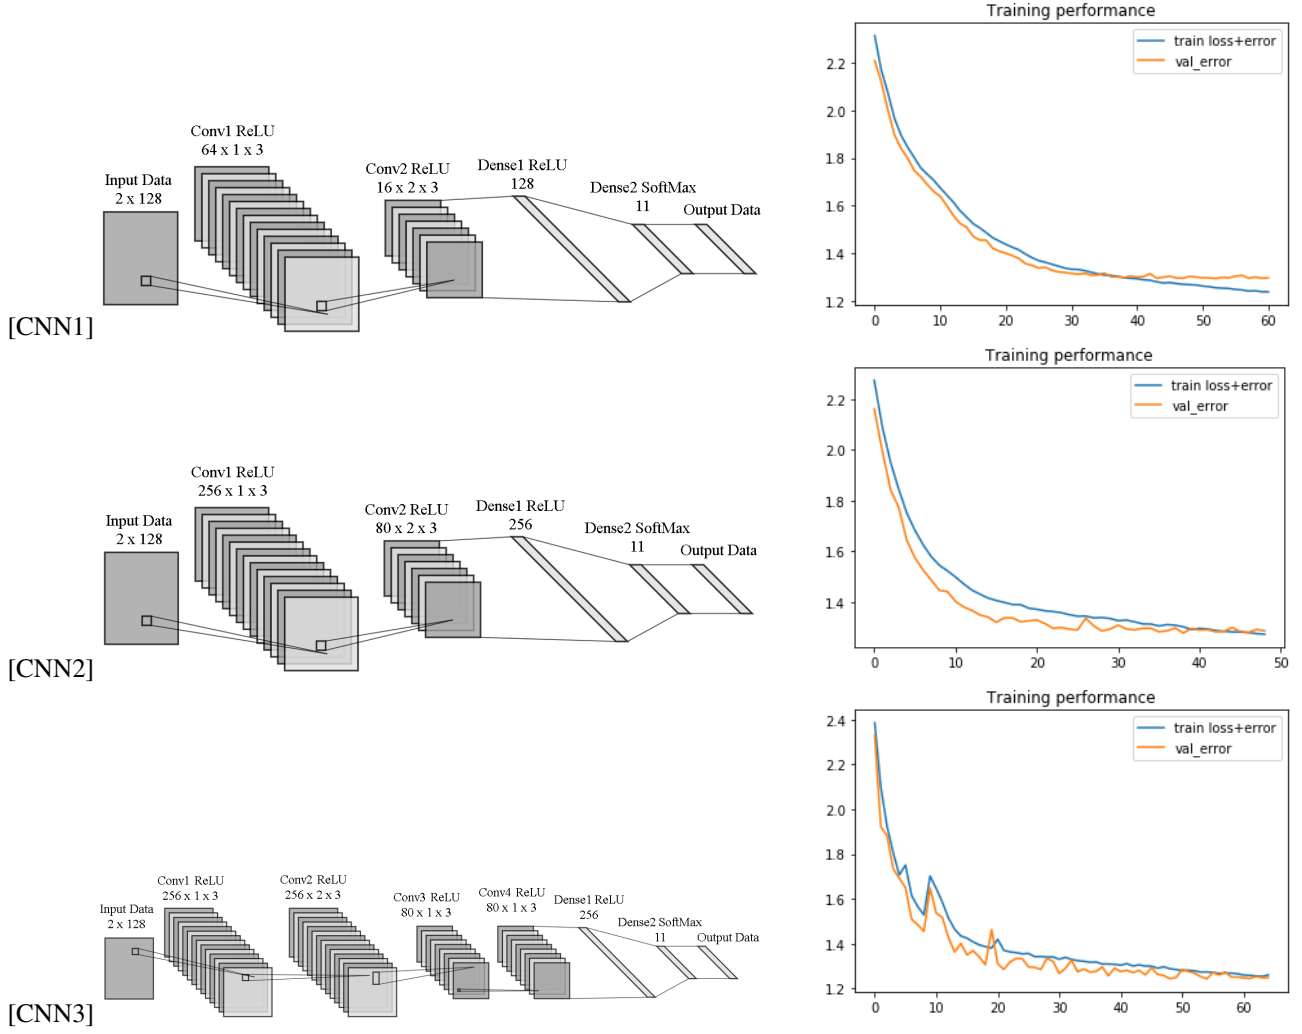 Conv1 ReLU
64 x 1 x 3
Input Data
2 x 128
Conv2 ReLU
16 x 2 x 3
Dense1 ReLU
128
Dense2 SoftMax
11
Output Data
[CNN1]
Training performance
train loss+error
val_error
2.2
2.0
1.8
1.6
1.4
1.2
0 10 20 30 40 50 60
Conv1 ReLU
256 x 1 x 3
Input Data
2 x 128
Conv2 ReLU
80 x 2 x 3
Dense1 ReLU
256
Dense2 SoftMax
11
Output Data
[CNN2]
Training performance
train loss+error
val_error
2.2
2.0
1.8
1.6
1.4
0 10 20 30 40 50
Input Data
2 x 128
Conv1 ReLU
256 x 1 x 3
Conv2 ReLU
256 x 2 x 3
Conv3 ReLU
80 x 1 x 3
Conv4 ReLU
80 x 1 x 3
Dense1 ReLU
256
Dense2 SoftMax
11
Output Data
[CNN3]
Training performance
train loss+error
val_error
2.4
2.2
2.0
1.8
1.6
1.4
1.2
0 10 20 30 40 50 60